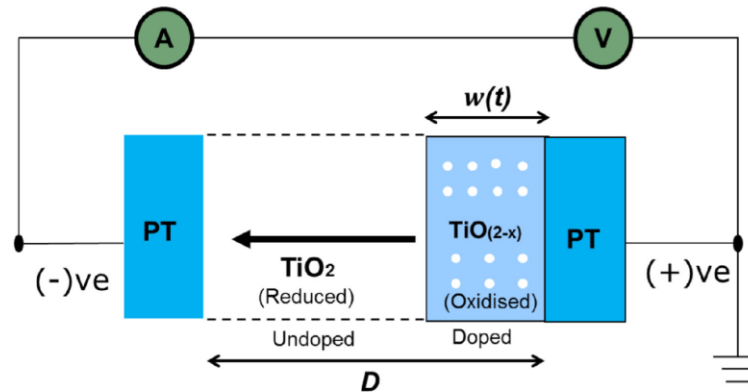 A
V
w(t)
PT
TiO2
(Reduced)
Undoped
TiO(2-x)
(Oxidised)
Doped
PT
(-)ve
(+)ve
D